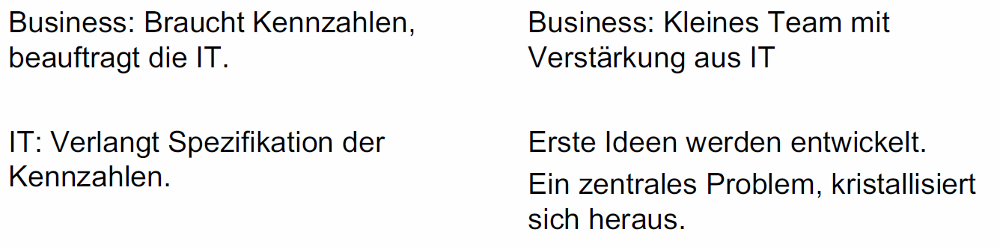 Business: Braucht Kennzahlen,
beauftragt die IT.
IT: Verlangt Spezifikation der
Kennzahlen.
Business: Kleines Team mit
Verstärkung aus IT
Erste Ideen werden entwickelt.
Ein zentrales Problem, kristallisiert
sich heraus.